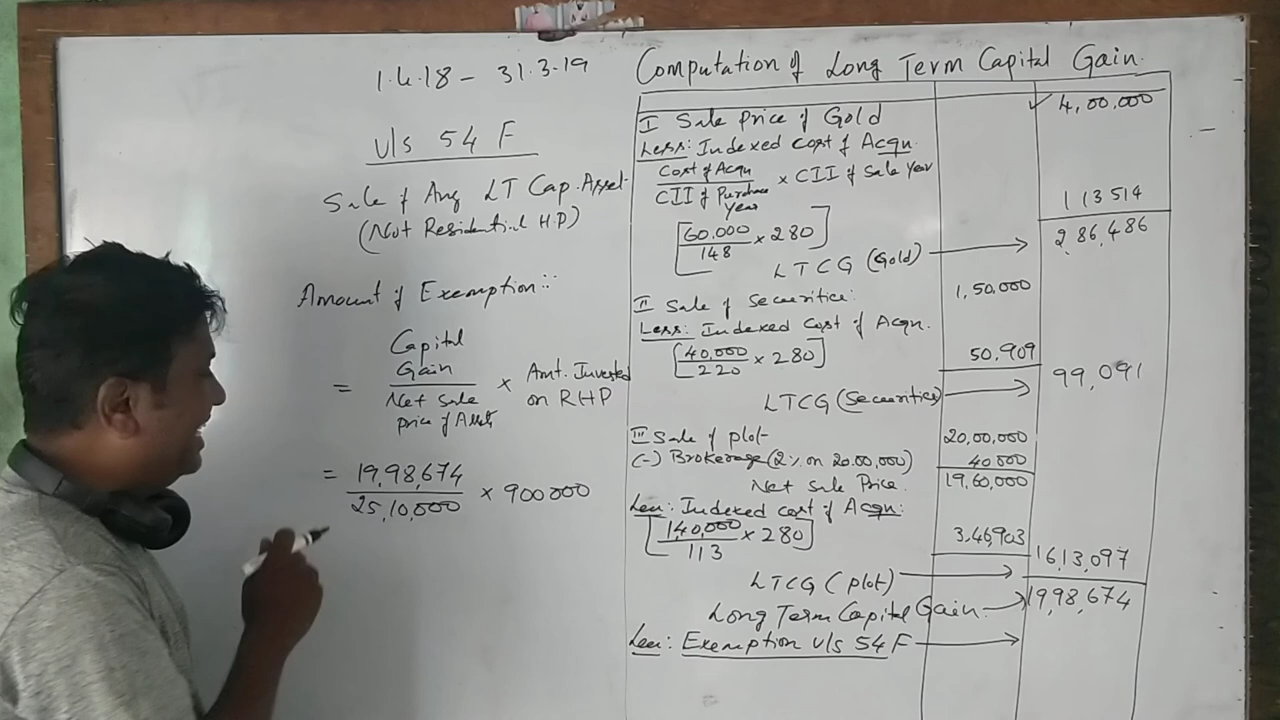 1.4.18 - 31.3.19
u/s 54 F
Sale of Any LT Cap. Asset
(Not Residential H.P)
Amount of Exemption::
= Capital Gain / Net Sale price of Asset × Amt. Invested on RHP
= 19,98,674 / 25,10,000 × 900000
Computation of Long Term Capital Gain.
I Sale Price of Gold ✓ 4,00,000
Less: Indexed cost of Acqn.
Cost of Acqn / CII of Purchase Year × CII of Sale Year
[60,000 / 148 × 280] 113514
LTCG (Gold) → 2,86,486
II Sale of Securities: 1,50,000
Less: Indexed Cost of Acqn.
[40,000 / 220 × 280] 50,909
LTCG (Securities) → 99,091
III Sale of plot 20,00,000
(-) Brokerage (2% on 20,00,000) 40000
Net Sale Price. 19,60,000
Less: Indexed cost of Acqn:
[140,000 / 113 × 280] 3,46,903
LTCG (plot) → 16,13,097
Long Term Capital Gain → 19,98,674
Less: Exemption u/s 54 F →